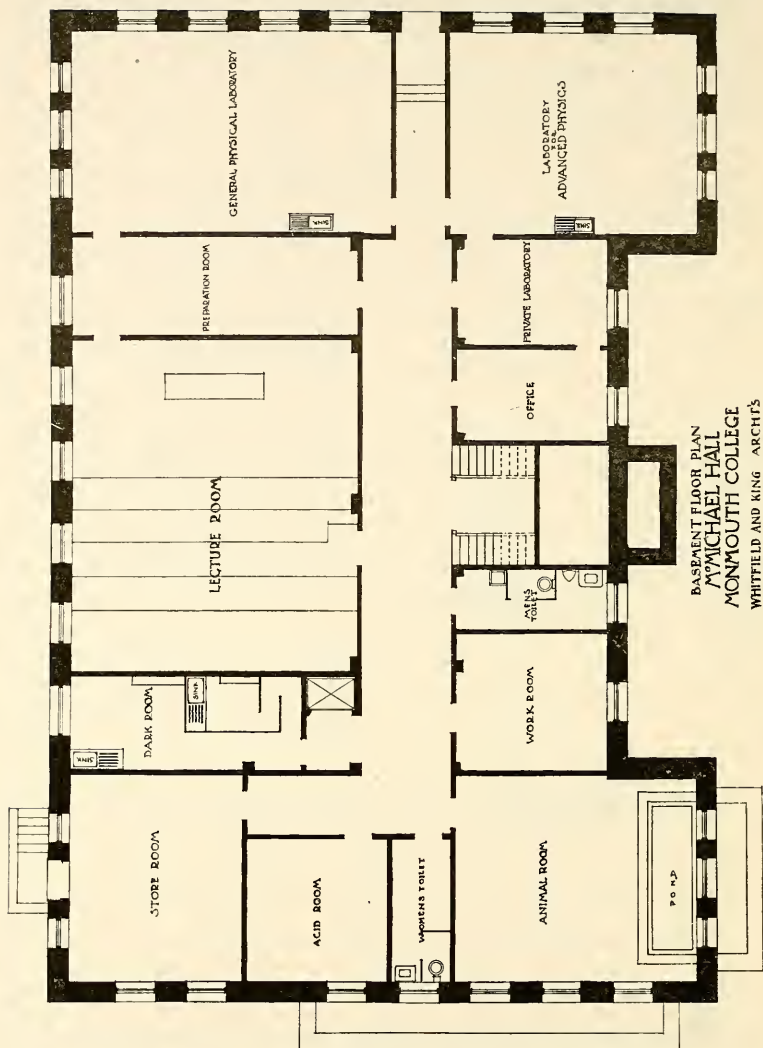 GENERAL PHYSICAL LABORATORY
SINK
LABORATORY
FOR
ADVANCED PHYSICS
SINK
PREPARATION ROOM
PRIVATE LABORATORY
OFFICE
LECTURE ROOM
MENS
TOILET
DARK ROOM
SINK
SINK
WORK ROOM
STORE ROOM
ACID ROOM
WOMENS TOILET
ANIMAL ROOM
POND
BASEMENT FLOOR PLAN
McMICHAEL HALL
MONMOUTH COLLEGE
WHITFIELD AND KING ARCHT'S